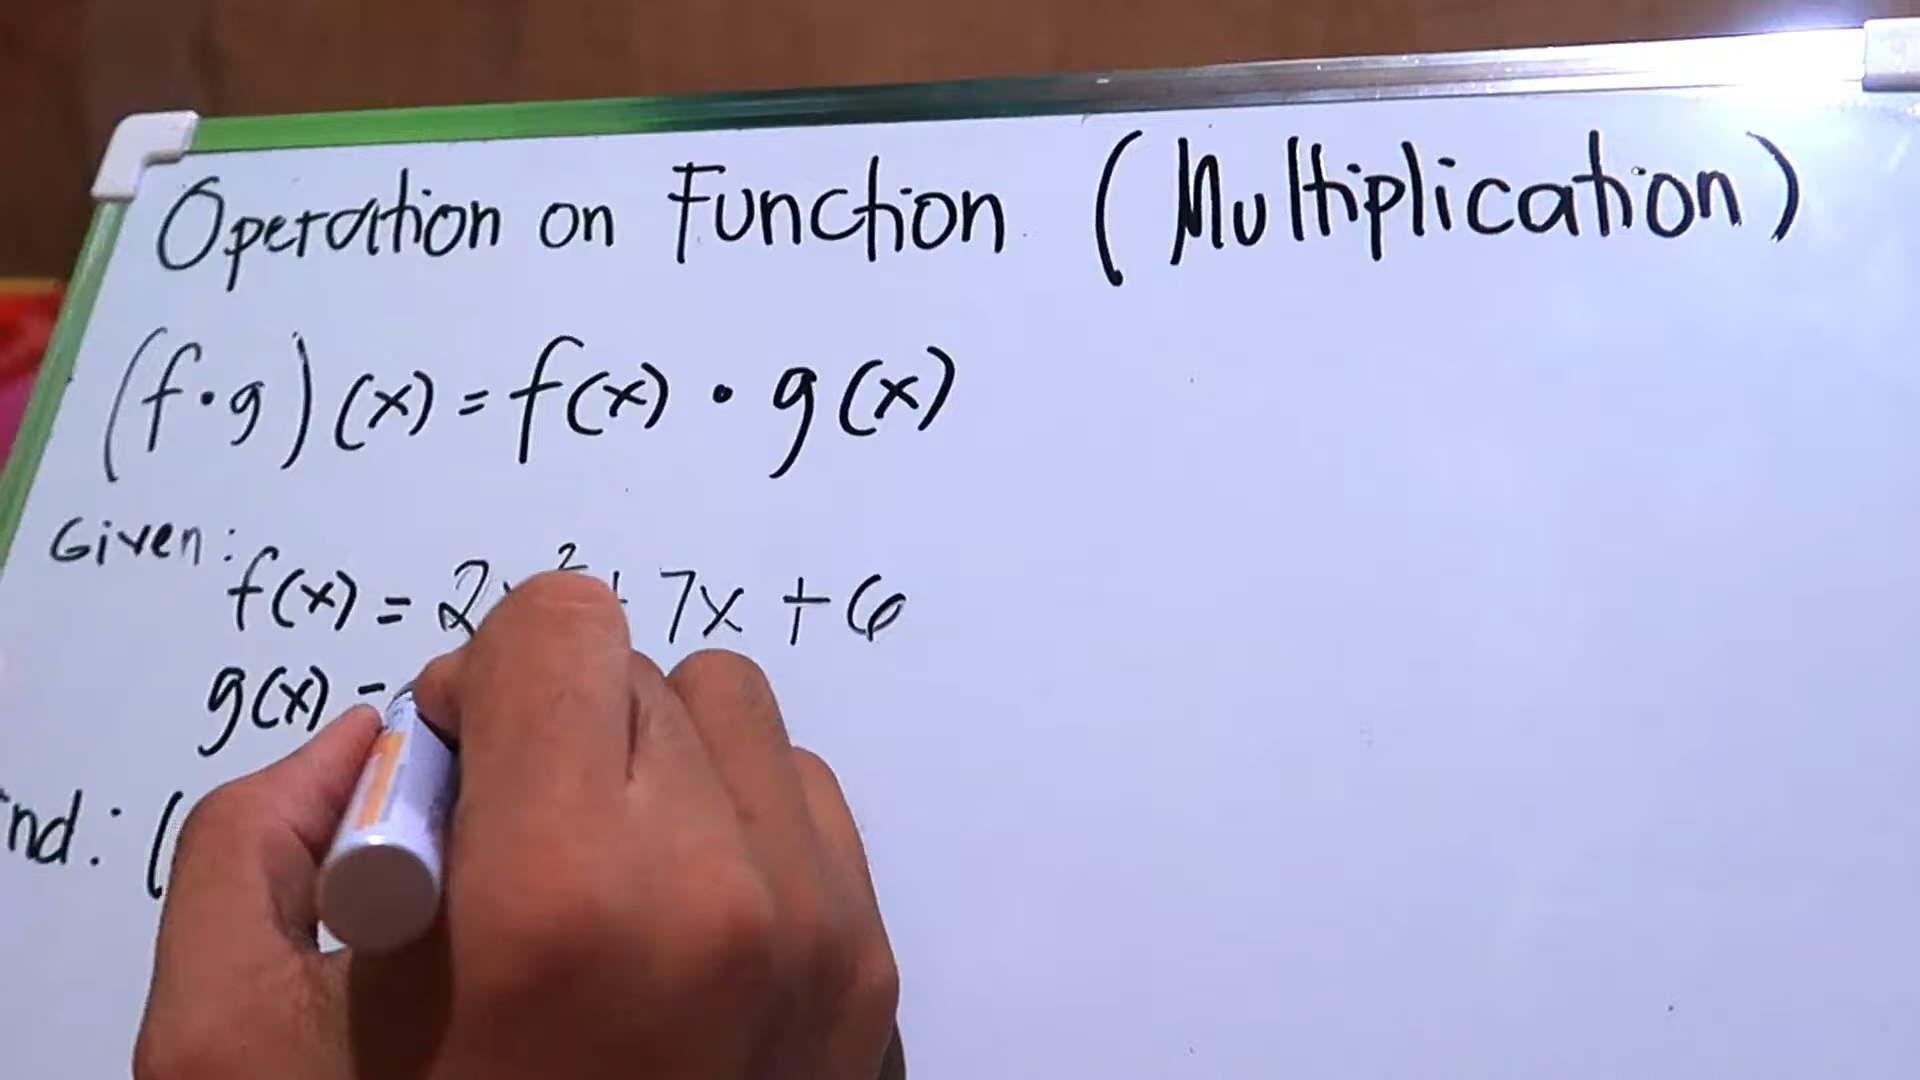 Operation on Function (Multiplication)
(f·g)(x) = f(x) · g(x)
Given:
f(x) = 2x² + 7x + 6
g(x) =
nd: (